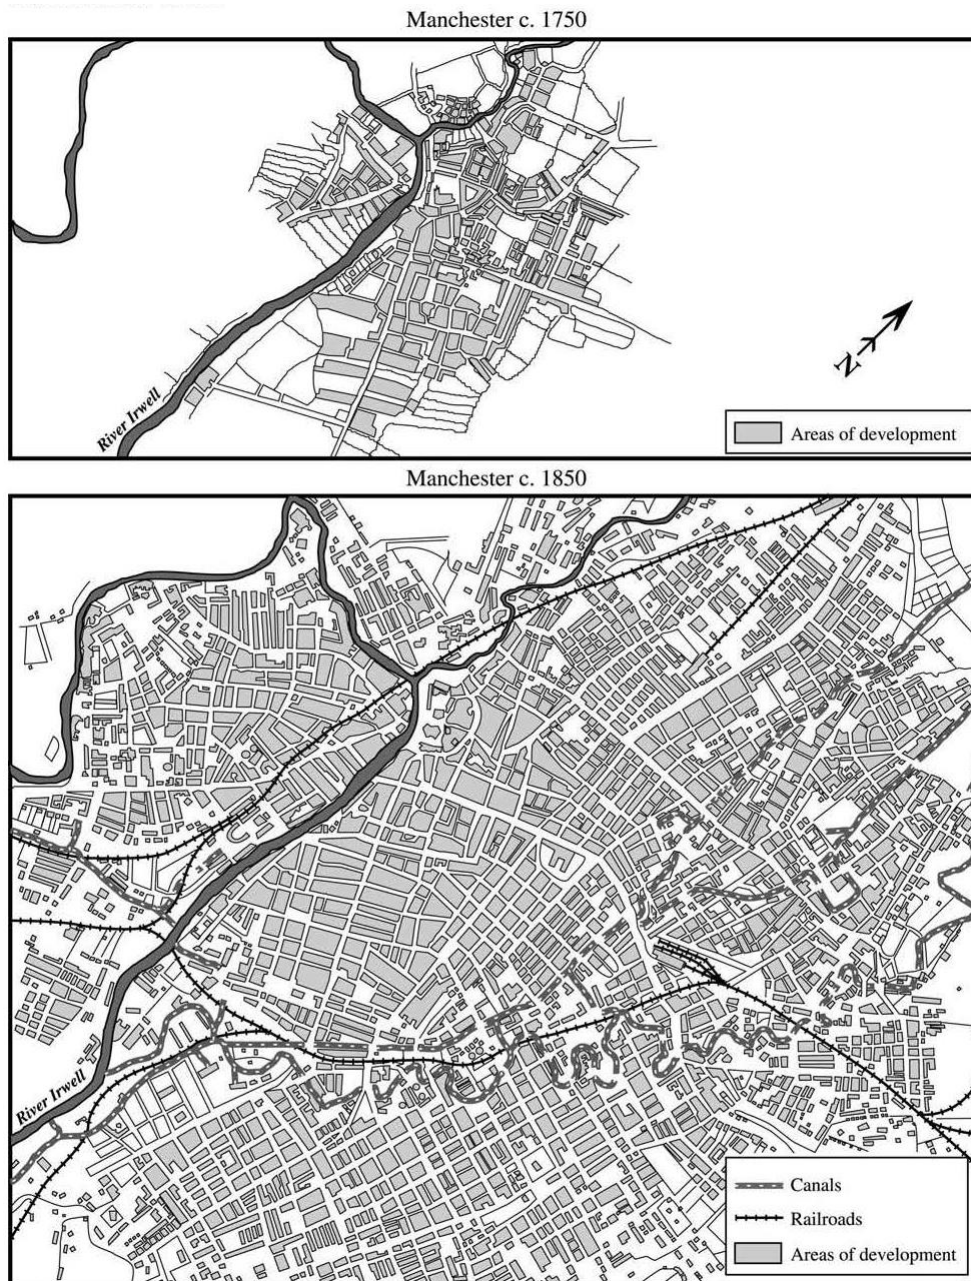 Manchester c. 1750
River Irwell
N
Areas of development
Manchester c. 1850
River Irwell
Canals
Railroads
Areas of development